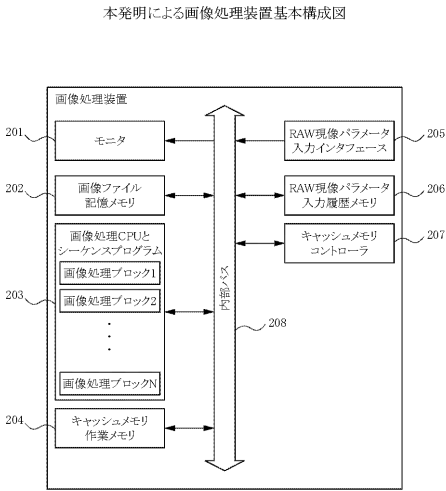 本発明による画像処理装置基本構成図
画像処理装置
201
モニタ
202
画像ファイル
記憶メモリ
203
画像処理CPUと
シーケンスプログラム
画像処理ブロック1
画像処理ブロック2
画像処理ブロックN
204
キャッシュメモリ
作業メモリ
内部バス
208
RAW現像パラメータ
入力インタフェース
205
RAW現像パラメータ
入力履歴メモリ
206
キャッシュメモリ
コントローラ
207